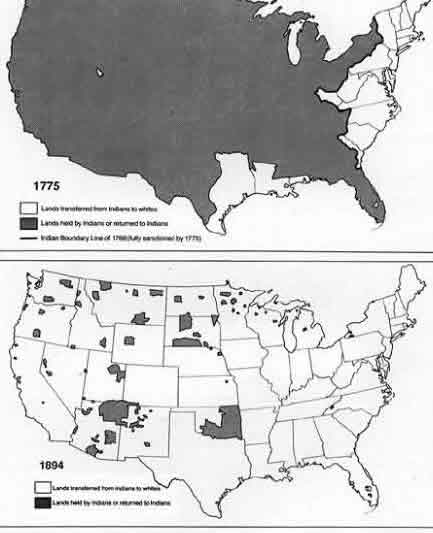 1775
Lands transferred from Indians to whites
Lands held by Indians or returned to Indians
Indian Boundary Line of 1768(fully sanctioned by 1775)
1894
Lands transferred from Indians to whites
Lands held by Indians or returned to Indians